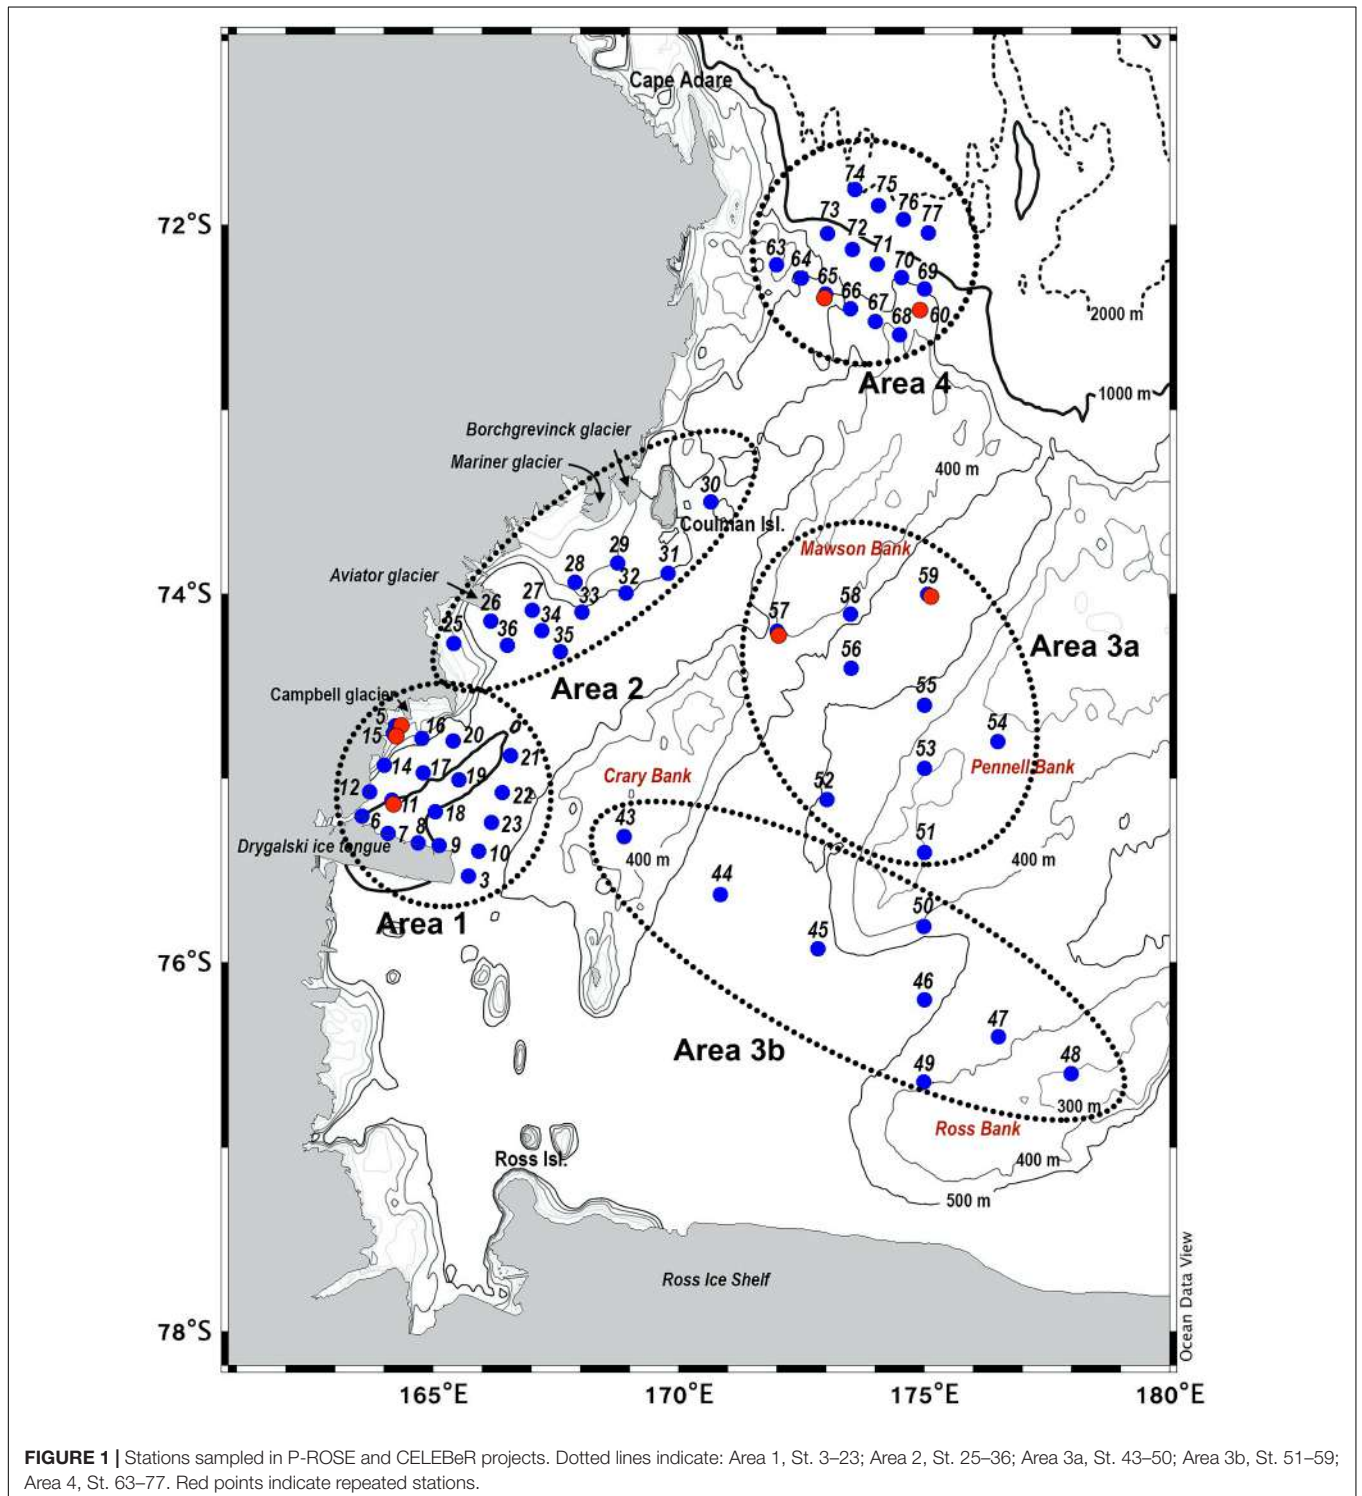 Cape Adare
74
75
76
77
73
72
71
70
69
63
64
65
66
67
68
60
72°S
2000 m
1000 m
Area 4
Borchgrevinck glacier
Mariner glacier
400 m
30
Coulman Isl.
Mawson Bank
29
31
28
32
Aviator glacier
27
33
26
34
25
36
35
74°S
59
58
57
56
Area 3a
Area 2
Campbell glacier
55
54
53
52
51
Pennell Bank
Crary Bank
5
15
16
20
14
17
19
21
12
11
18
22
6
7
8
9
23
10
3
Drygalski ice tongue
Area 1
43
400 m
400 m
44
45
50
46
47
48
49
76°S
Area 3b
300 m
Ross Bank
400 m
500 m
Ross Isl.
Ross Ice Shelf
78°S
Ocean Data View
165°E 170°E 175°E 180°E
FIGURE 1 | Stations sampled in P-ROSE and CELEBeR projects. Dotted lines indicate: Area 1, St. 3–23; Area 2, St. 25–36; Area 3a, St. 43–50; Area 3b, St. 51–59;
Area 4, St. 63–77. Red points indicate repeated stations.